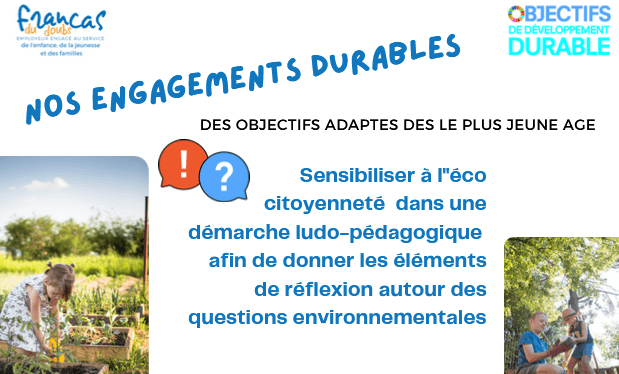 Francas
du doubs
EMPLOYEUR ENGAGÉ AU SERVICE
de l'enfance, de la jeunesse
et des familles
OBJECTIFS
DE DÉVELOPPEMENT
DURABLE
NOS ENGAGEMENTS DURABLES
DES OBJECTIFS ADAPTES DES LE PLUS JEUNE AGE
! ?
Sensibiliser à l"éco
citoyenneté dans une
démarche ludo-pédagogique
afin de donner les éléments
de réflexion autour des
questions environnementales